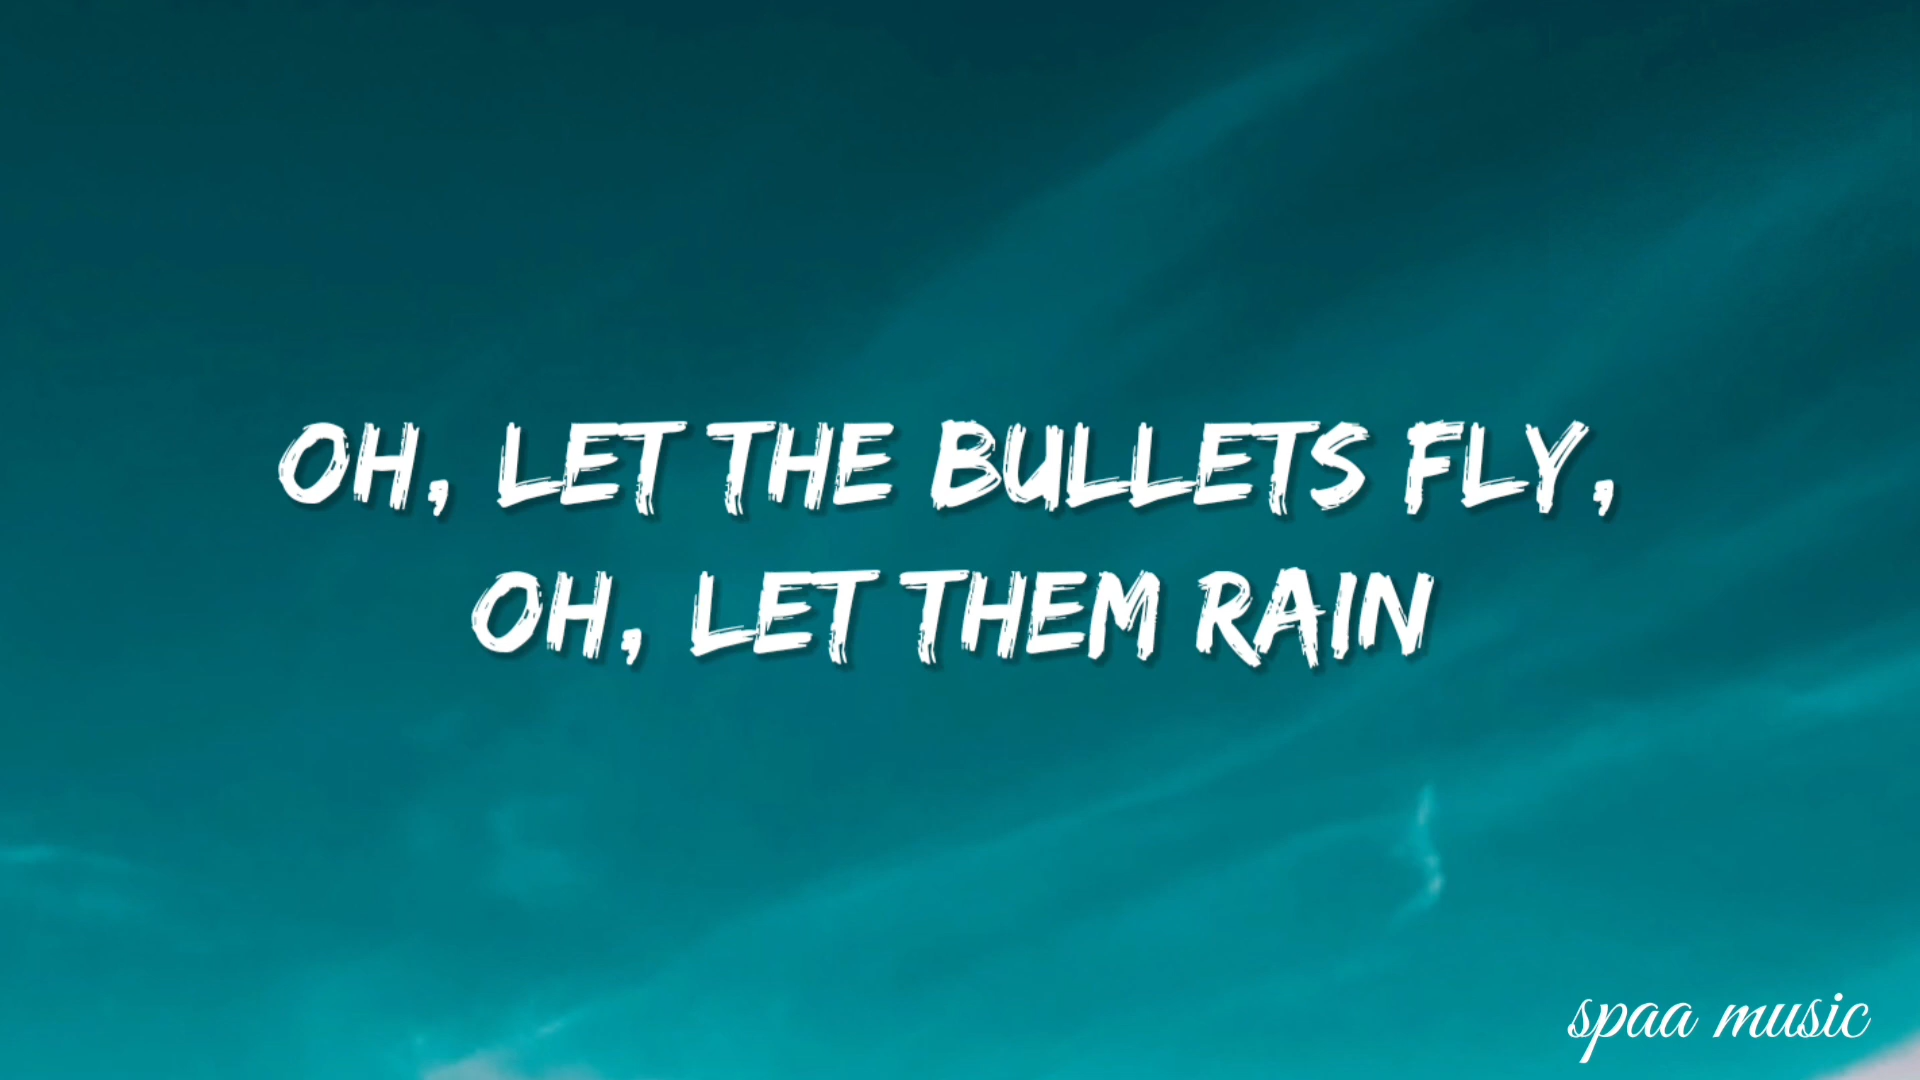 OH, LET THE BULLETS FLY,
OH, LET THEM RAIN
spaa music